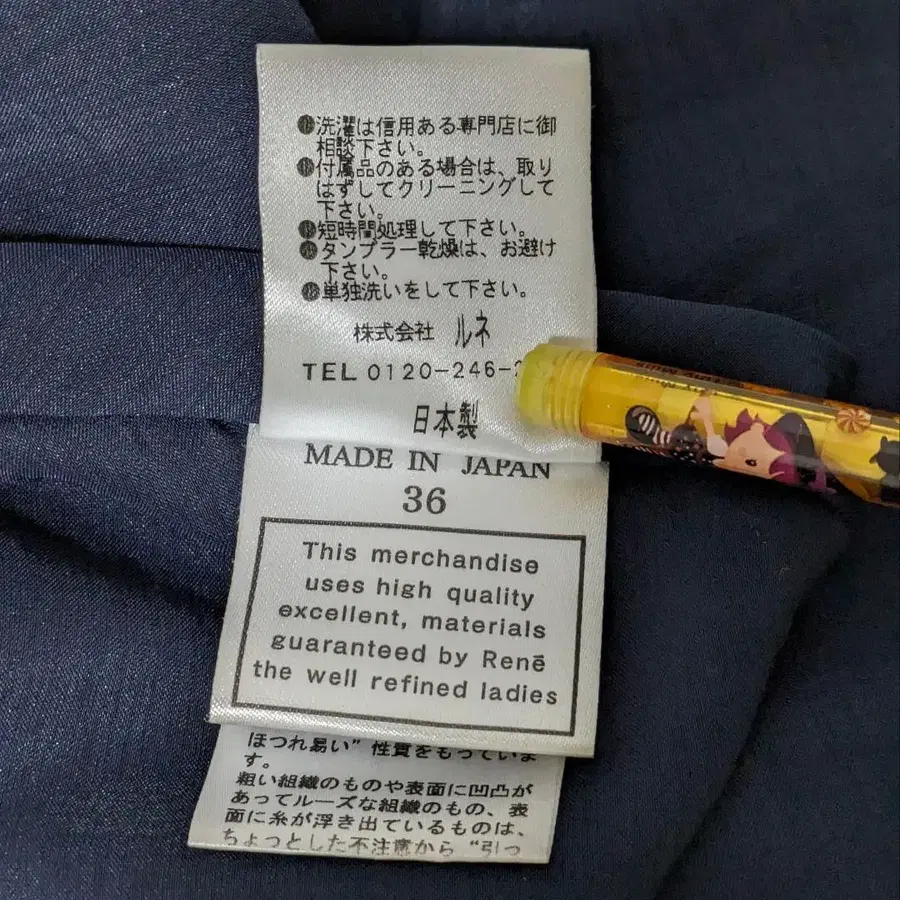 ●洗濯は信用ある専門店に御
相談下さい。
●付属品のある場合は、取り
はずしてクリーニングして
下さい。
●短時間処理して下さい。
●タンブラー乾燥は、お避け
下さい。
●単独洗いをして下さい。
株式会社 ルネ
TEL 0120-246-
日本製
MADE IN JAPAN
36
This merchandise
uses high quality
excellent, materials
guaranteed by René
the well refined ladies
ほつれ易い”性質をもっていま
す。
粗い組織のものや表面に凹凸が
あってルーズな組織のもの、表
面に糸が浮き出ているものは、
ちょっとした不注意から“引っ